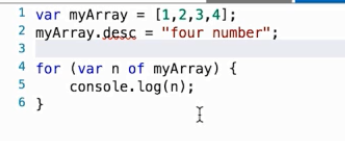 1 var myArray = [1,2,3,4];
2 myArray.desc = "four number";
3
4 for (var n of myArray) {
5     console.log(n);
6 }